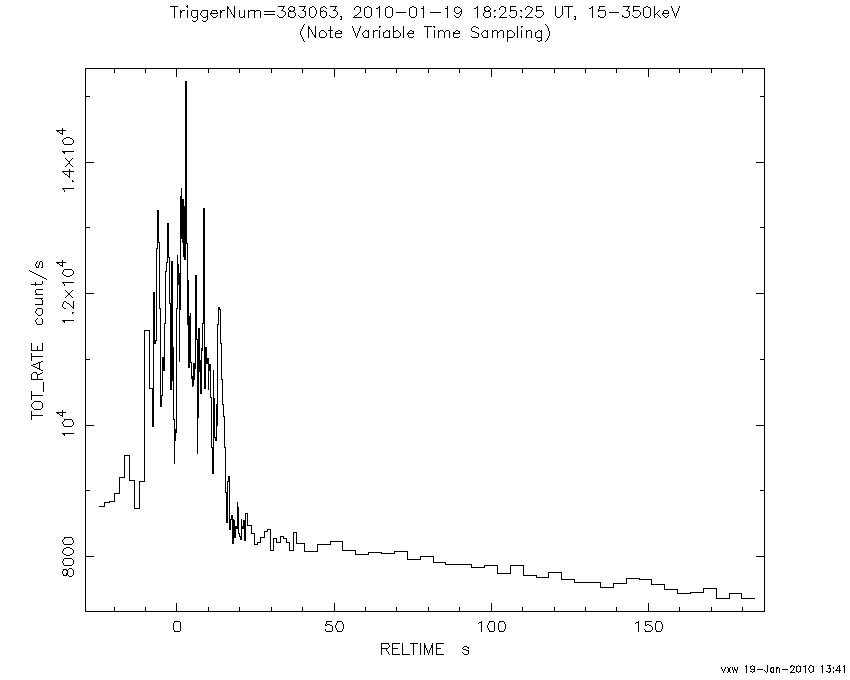 TriggerNum=383063, 2010-01-19 18:25:25 UT, 15-350keV
(Note Variable Time Sampling)
TOT_RATE count/s
1.4×10⁴
1.2×10⁴
10⁴
8000
0 50 100 150
RELTIME s
vxw 19-Jan-2010 13:41